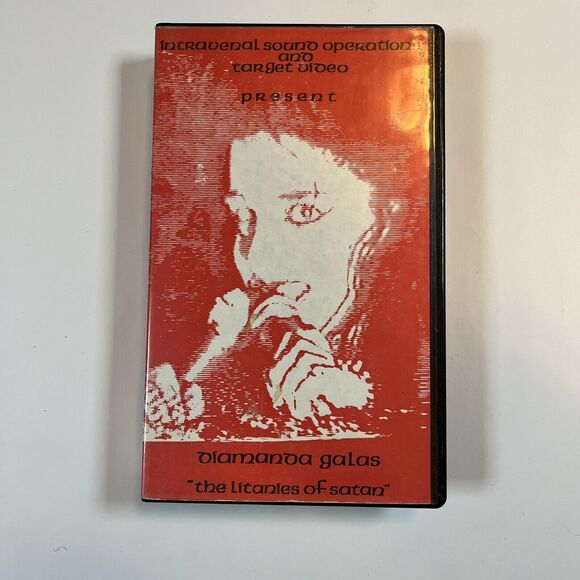 intravenal sound operations
and
target video
present
diamanda galas
"the litanies of satan"